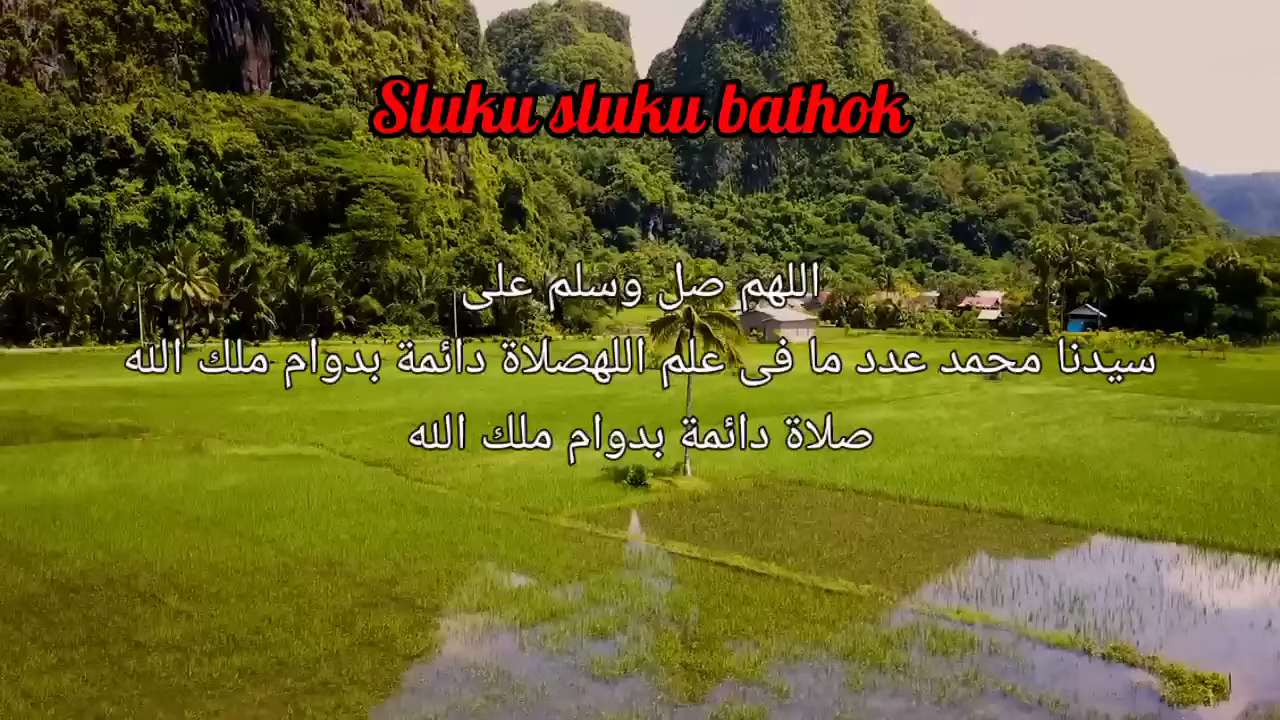 Sluku sluku bathok
اللهم صل وسلم على
سيدنا محمد عدد ما فى علم اللهصلاة دائمة بدوام ملك الله
صلاة دائمة بدوام ملك الله